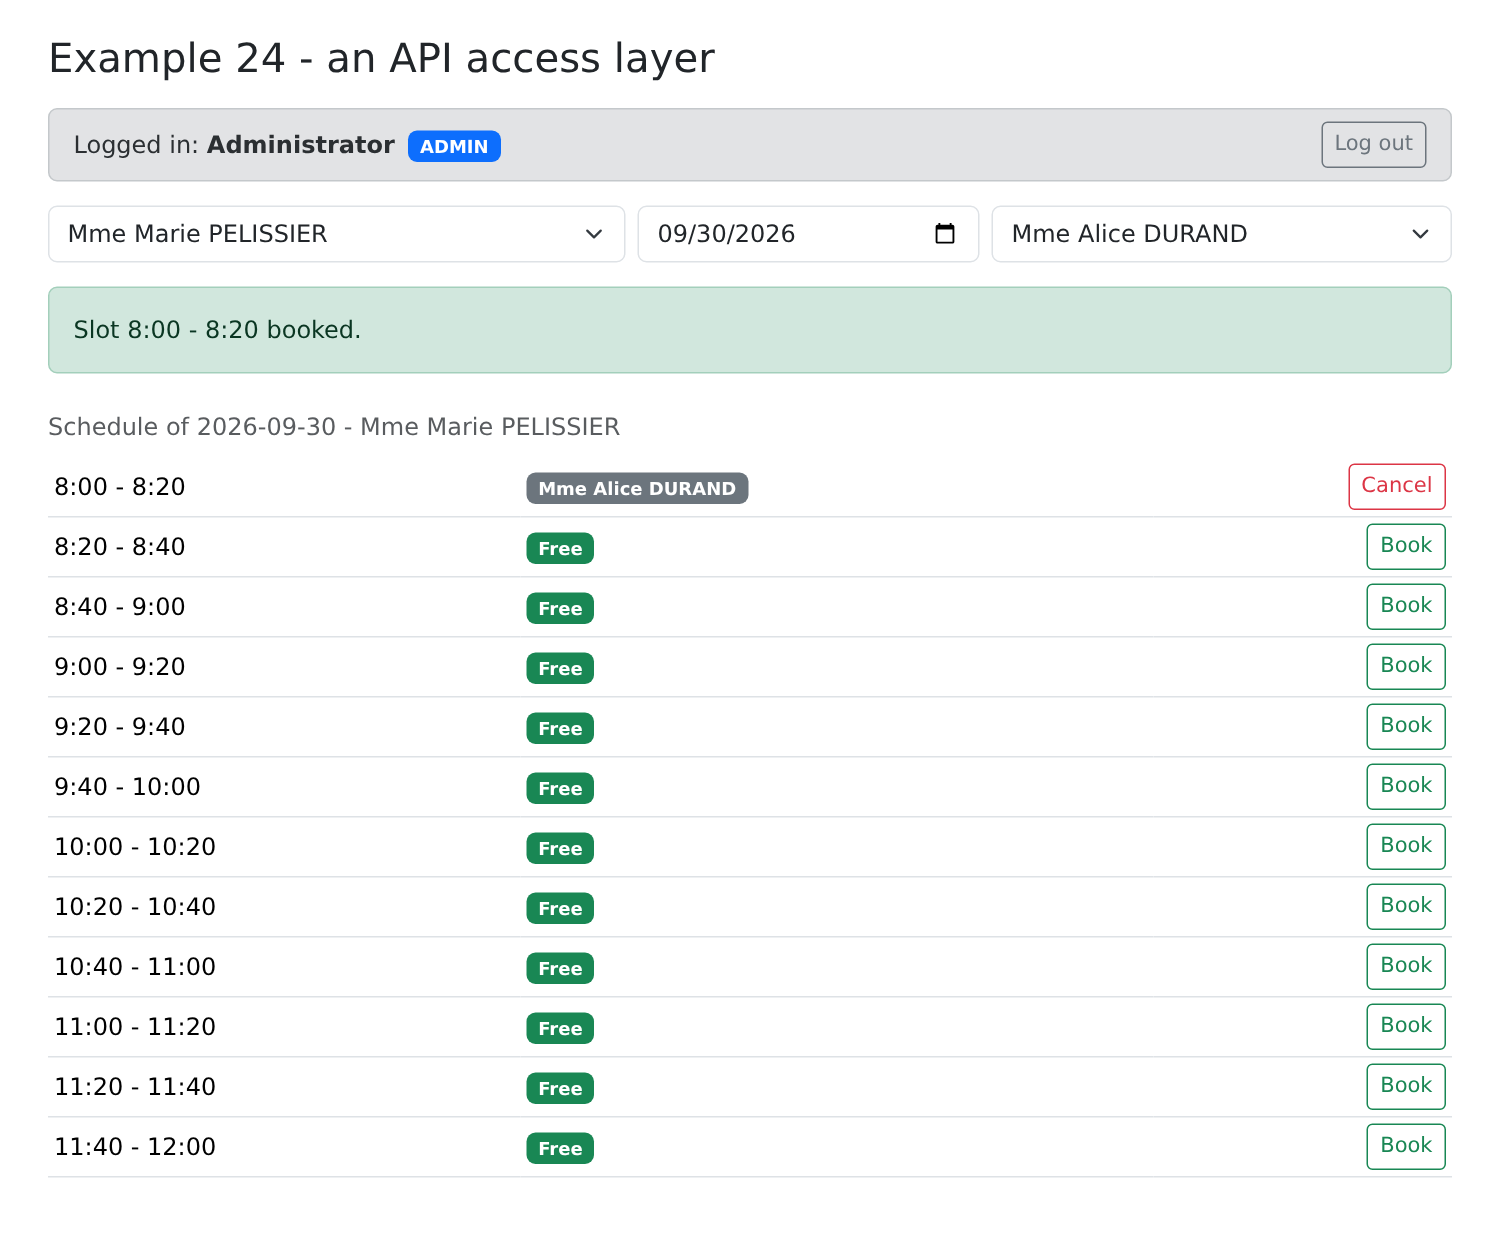 Example 24 - an API access layer
Logged in: Administrator ADMIN Log out
Mme Marie PELISSIER 09/30/2026 Mme Alice DURAND
Slot 8:00 - 8:20 booked.
Schedule of 2026-09-30 - Mme Marie PELISSIER
8:00 - 8:20 Mme Alice DURAND Cancel
8:20 - 8:40 Free Book
8:40 - 9:00 Free Book
9:00 - 9:20 Free Book
9:20 - 9:40 Free Book
9:40 - 10:00 Free Book
10:00 - 10:20 Free Book
10:20 - 10:40 Free Book
10:40 - 11:00 Free Book
11:00 - 11:20 Free Book
11:20 - 11:40 Free Book
11:40 - 12:00 Free Book